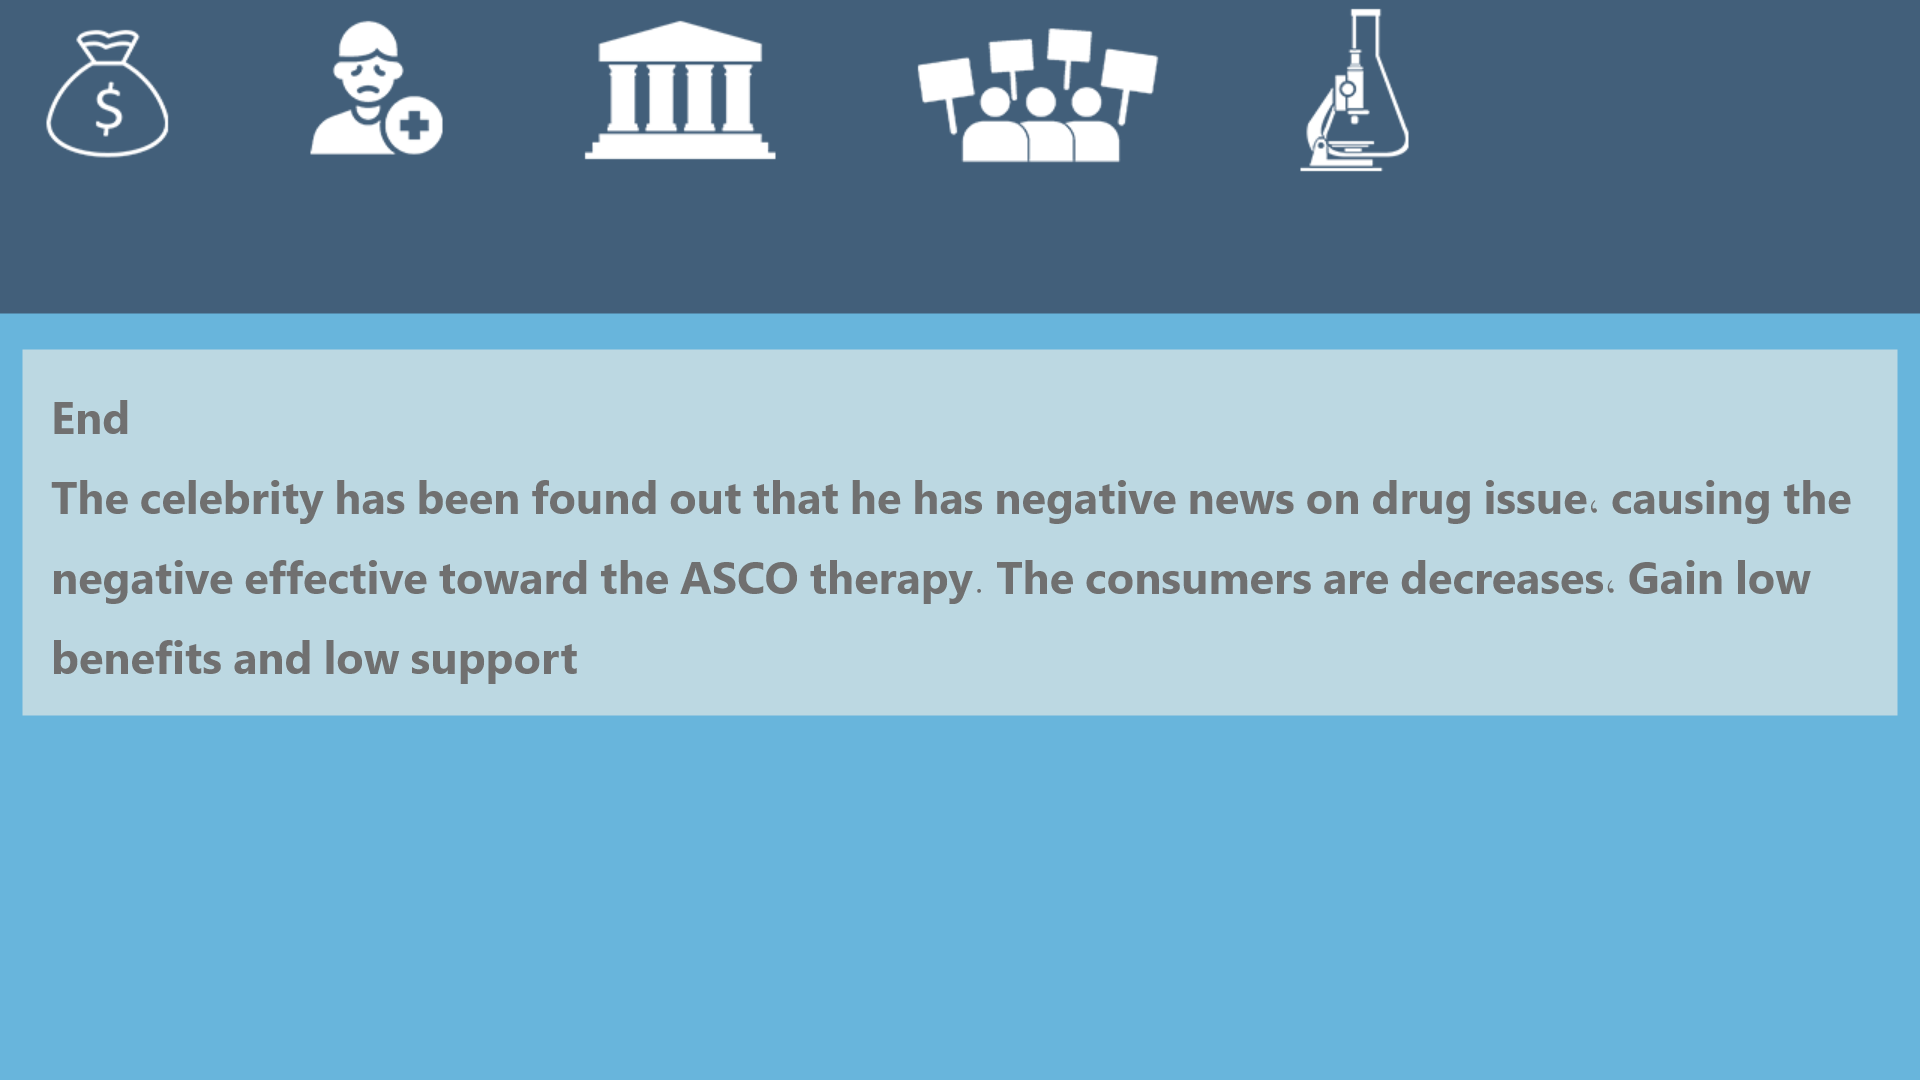 End
The celebrity has been found out that he has negative news on drug issue، causing the
negative effective toward the ASCO therapy. The consumers are decreases، Gain low
benefits and low support